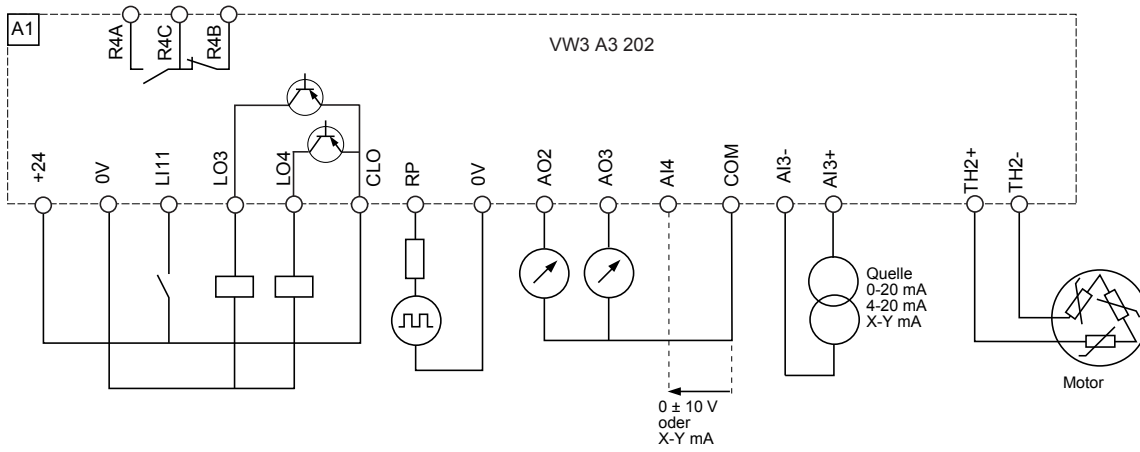 A1
R4A
R4C
R4B
VW3 A3 202
+24
0V
LI11
LO3
LO4
CLO
RP
0V
AO2
AO3
AI4
COM
AI3-
AI3+
TH2+
TH2-
Quelle
0-20 mA
4-20 mA
X-Y mA
Motor
0 ± 10 V
oder
X-Y mA